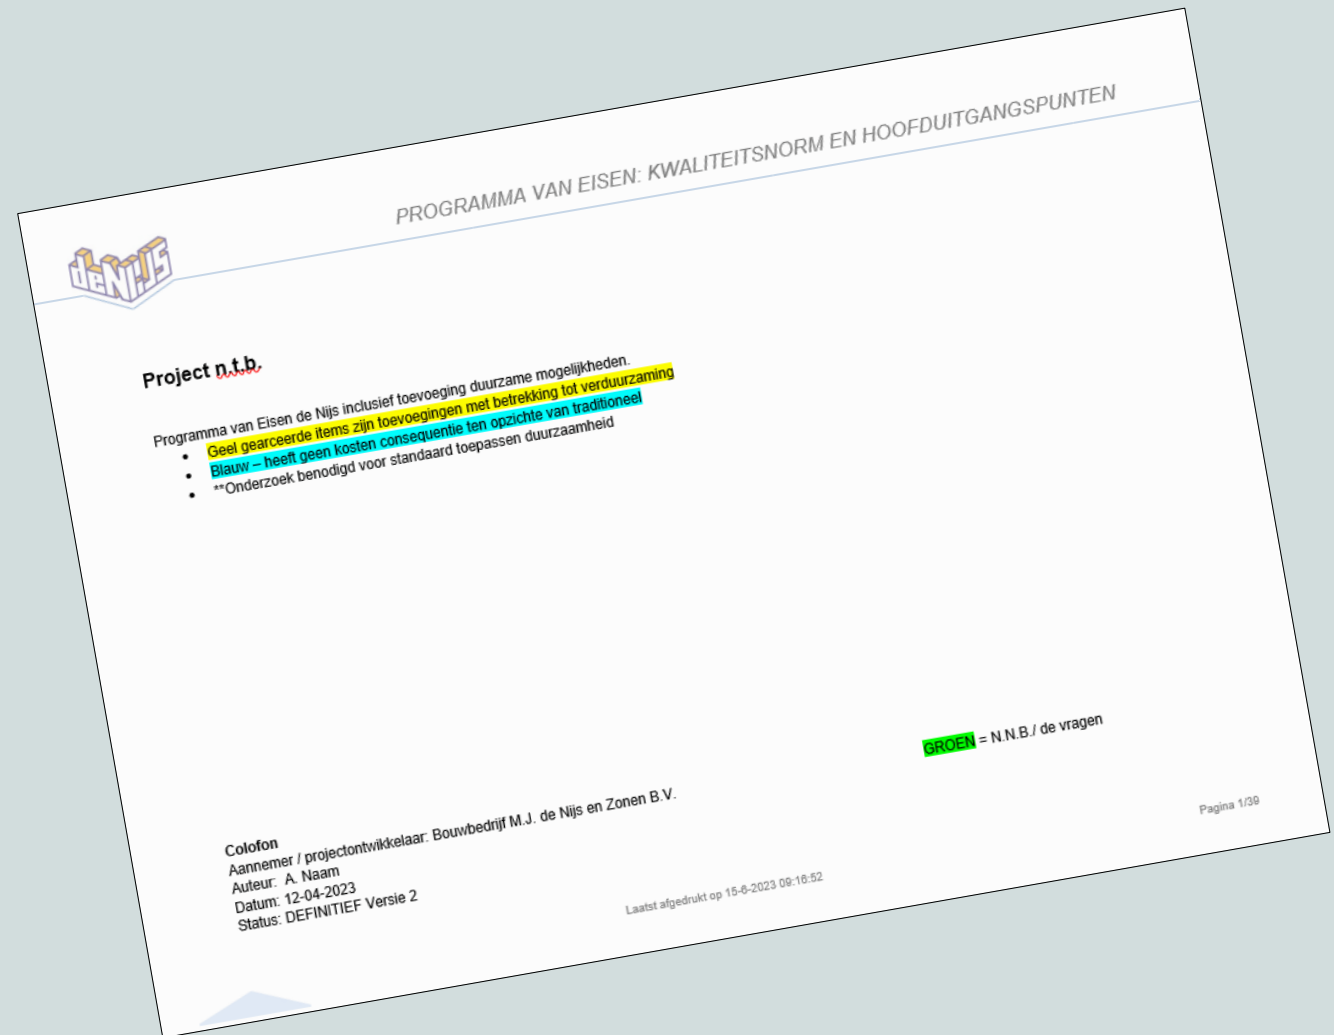 PROGRAMMA VAN EISEN: KWALITEITSNORM EN HOOFDUITGANGSPUNTEN
deNijs
Project n.t.b.
Programma van Eisen de Nijs inclusief toevoeging duurzame mogelijkheden.
• Geel gearceerde items zijn toevoegingen met betrekking tot verduurzaming
• Blauw – heeft geen kosten consequentie ten opzichte van traditioneel
• **Onderzoek benodigd voor standaard toepassen duurzaamheid
GROEN = N.N.B./ de vragen
Colofon
Aannemer / projectontwikkelaar: Bouwbedrijf M.J. de Nijs en Zonen B.V.
Auteur: A. Naam
Datum: 12-04-2023
Status: DEFINITIEF Versie 2
Pagina 1/39
Laatst afgedrukt op 15-6-2023 09:16:52